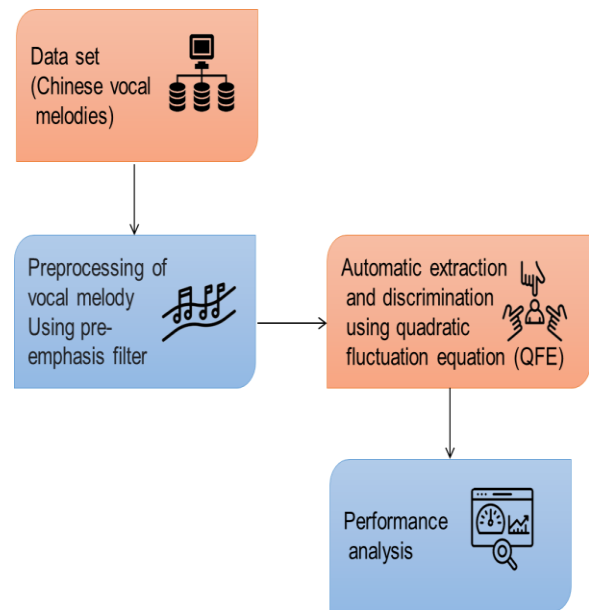 Data set
(Chinese vocal
melodies)
Preprocessing of
vocal melody
Using pre-
emphasis filter
Automatic extraction
and discrimination
using quadratic
fluctuation equation (QFE)
Performance
analysis